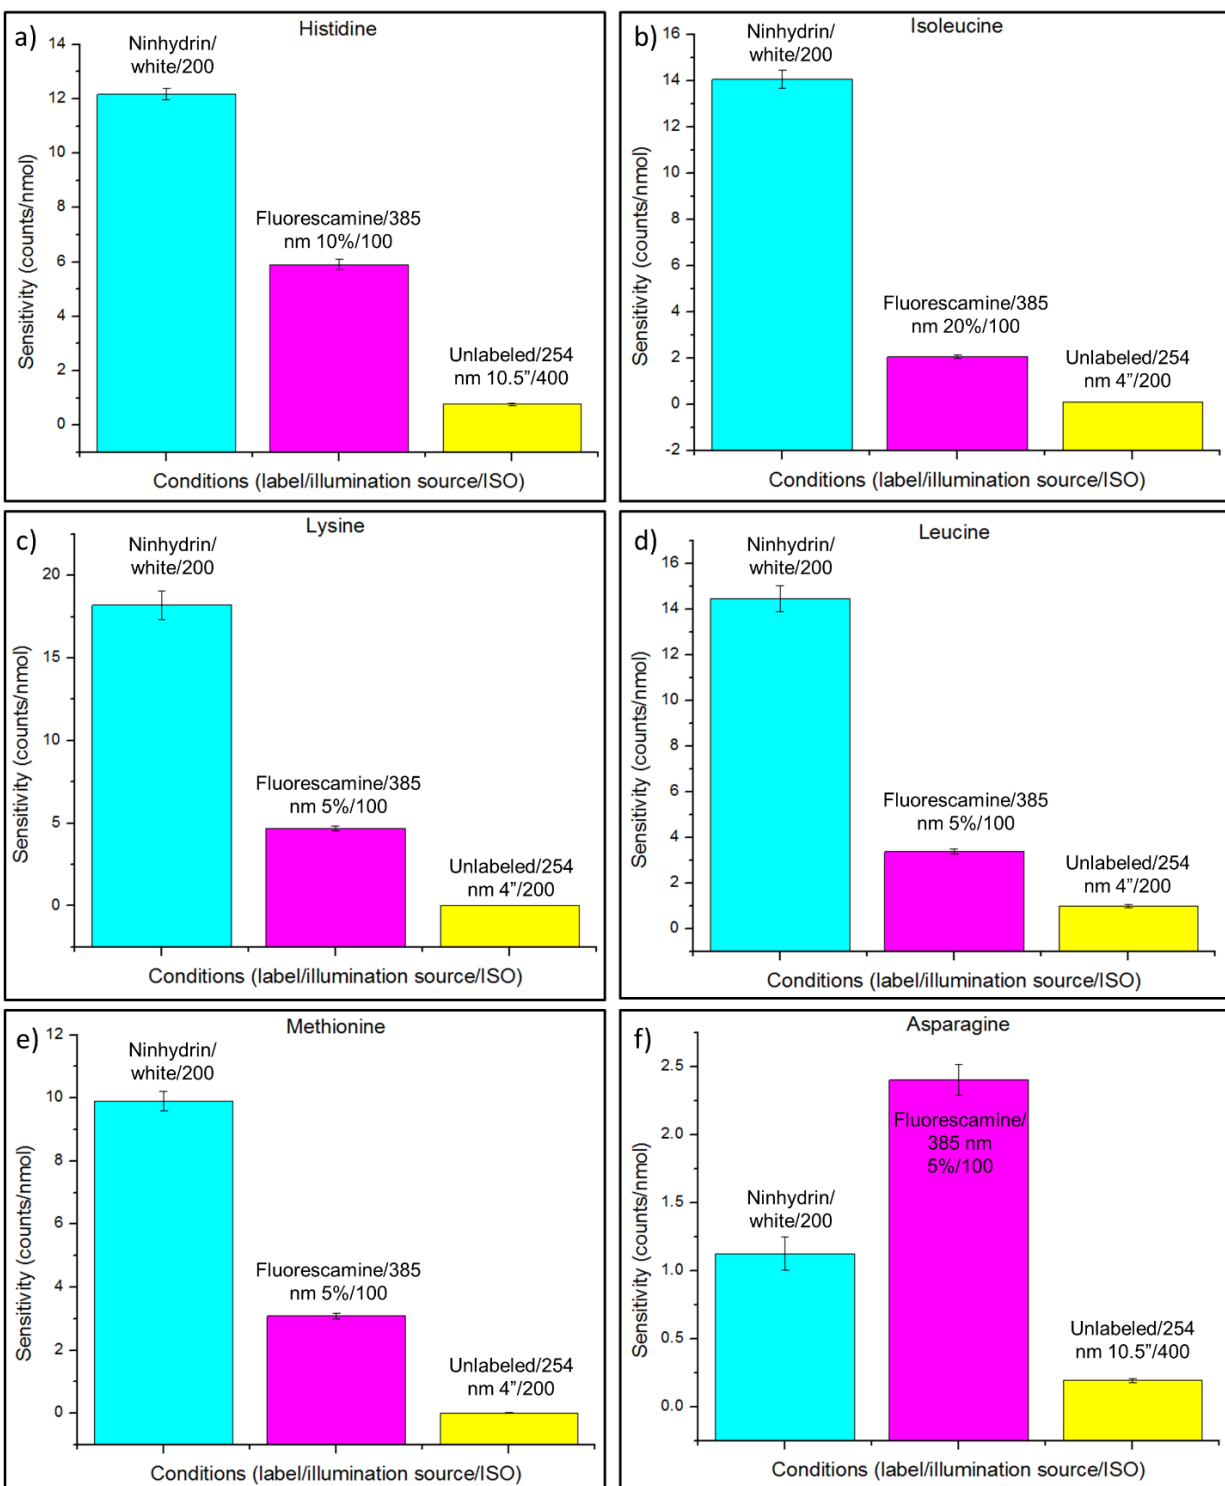 a)
Histidine
Ninhydrin/
white/200
Fluorescamine/385
nm 10%/100
Unlabeled/254
nm 10.5”/400
14
12
10
8
6
4
2
0
Sensitivity (counts/nmol)
Conditions (label/illumination source/ISO)
b)
Isoleucine
Ninhydrin/
white/200
Fluorescamine/385
nm 20%/100
Unlabeled/254
nm 4”/200
16
14
12
10
8
6
4
2
0
-2
Sensitivity (counts/nmol)
Conditions (label/illumination source/ISO)
c)
Lysine
Ninhydrin/
white/200
Fluorescamine/385
nm 5%/100
Unlabeled/254
nm 4”/200
20
15
10
5
0
Sensitivity (counts/nmol)
Conditions (label/illumination source/ISO)
d)
Leucine
Ninhydrin/
white/200
Fluorescamine/385
nm 5%/100
Unlabeled/254
nm 4”/200
16
14
12
10
8
6
4
2
0
Sensitivity (counts/nmol)
Conditions (label/illumination source/ISO)
e)
Methionine
Ninhydrin/
white/200
Fluorescamine/385
nm 5%/100
Unlabeled/254
nm 4”/200
12
10
8
6
4
2
0
Sensitivity (counts/nmol)
Conditions (label/illumination source/ISO)
f)
Asparagine
Ninhydrin/
white/200
Fluorescamine/
385 nm
5%/100
Unlabeled/254
nm 10.5”/400
2.5
2.0
1.5
1.0
0.5
0.0
Sensitivity (counts/nmol)
Conditions (label/illumination source/ISO)